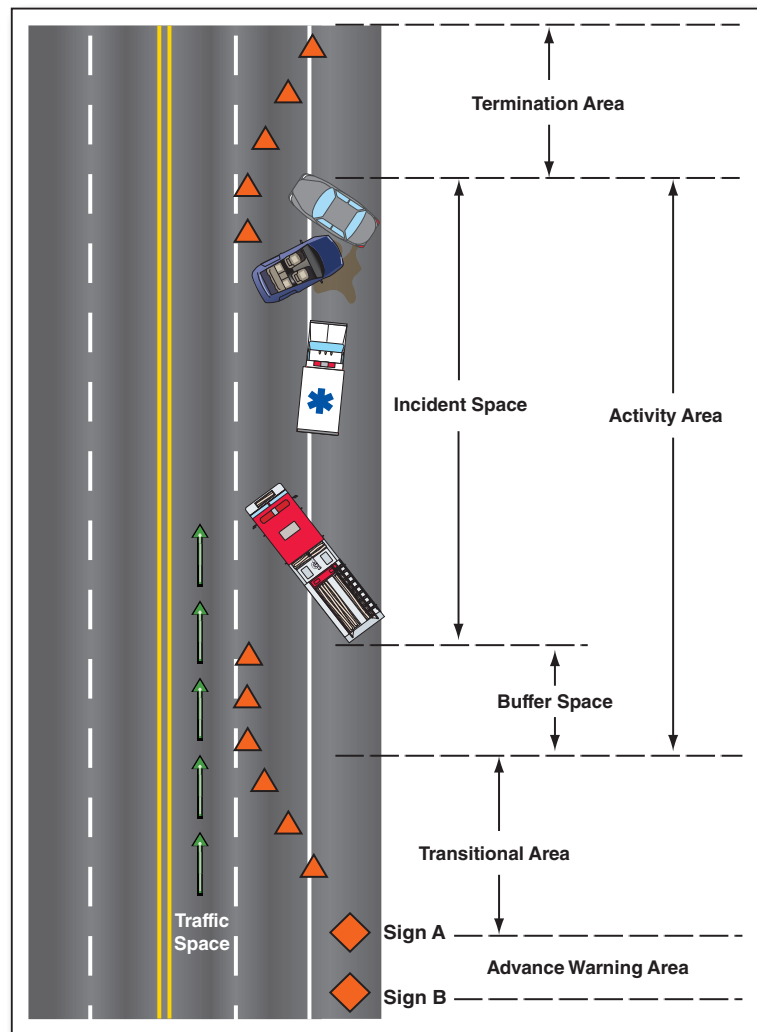 Termination Area
Incident Space
Activity Area
Buffer Space
Transitional Area
Traffic
Space
Sign A
Advance Warning Area
Sign B